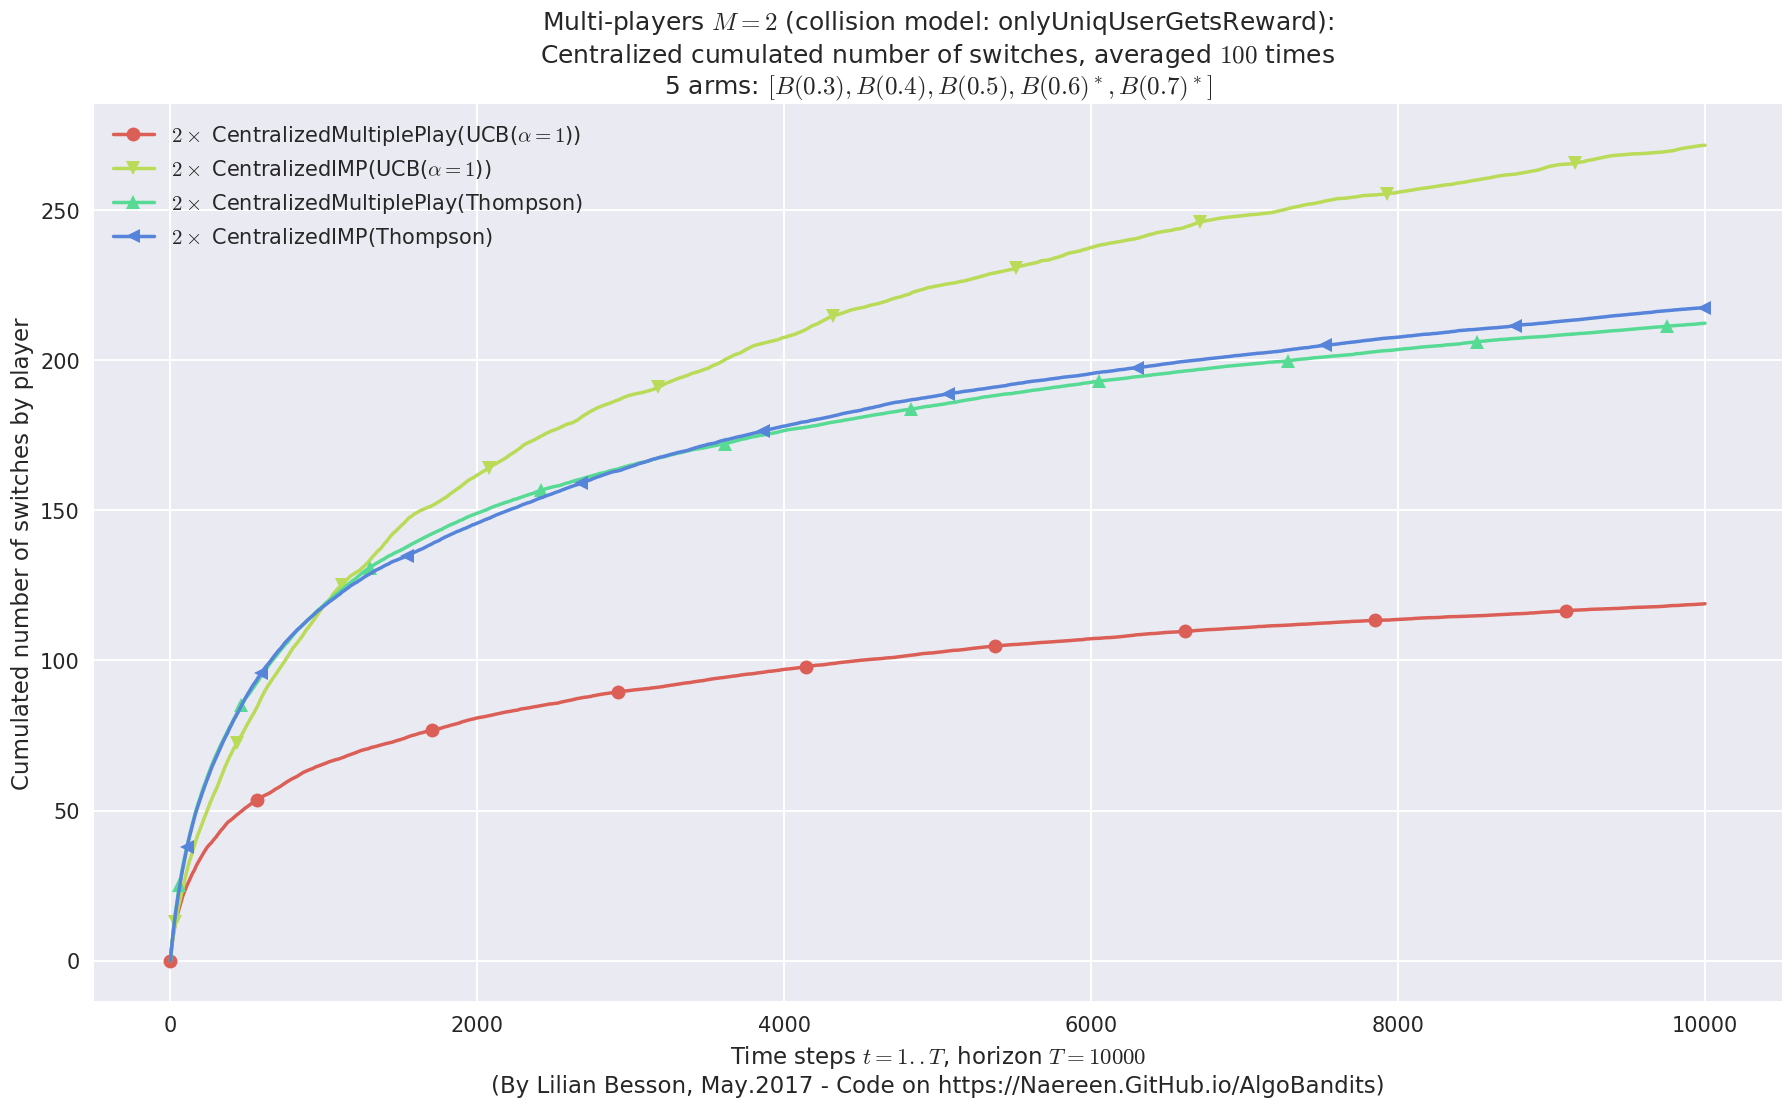 Multi-players M = 2 (collision model: onlyUniqUserGetsReward):
Centralized cumulated number of switches, averaged 100 times
5 arms: [B(0.3), B(0.4), B(0.5), B(0.6)*, B(0.7)*]
2× CentralizedMultiplePlay(UCB(α = 1))
2× CentralizedIMP(UCB(α = 1))
2× CentralizedMultiplePlay(Thompson)
2× CentralizedIMP(Thompson)
Cumulated number of switches by player
250
200
150
100
50
0
0 2000 4000 6000 8000 10000
Time steps t = 1..T, horizon T = 10000
(By Lilian Besson, May.2017 - Code on https://Naereen.GitHub.io/AlgoBandits)